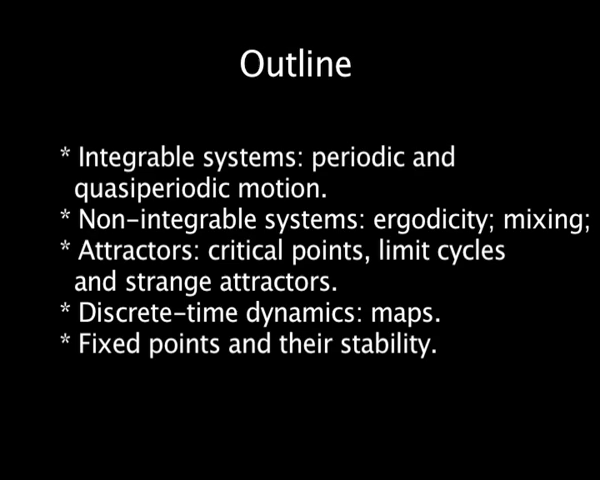 Outline
* Integrable systems: periodic and
quasiperiodic motion.
* Non-integrable systems: ergodicity; mixing;
* Attractors: critical points, limit cycles
and strange attractors.
* Discrete-time dynamics: maps.
* Fixed points and their stability.